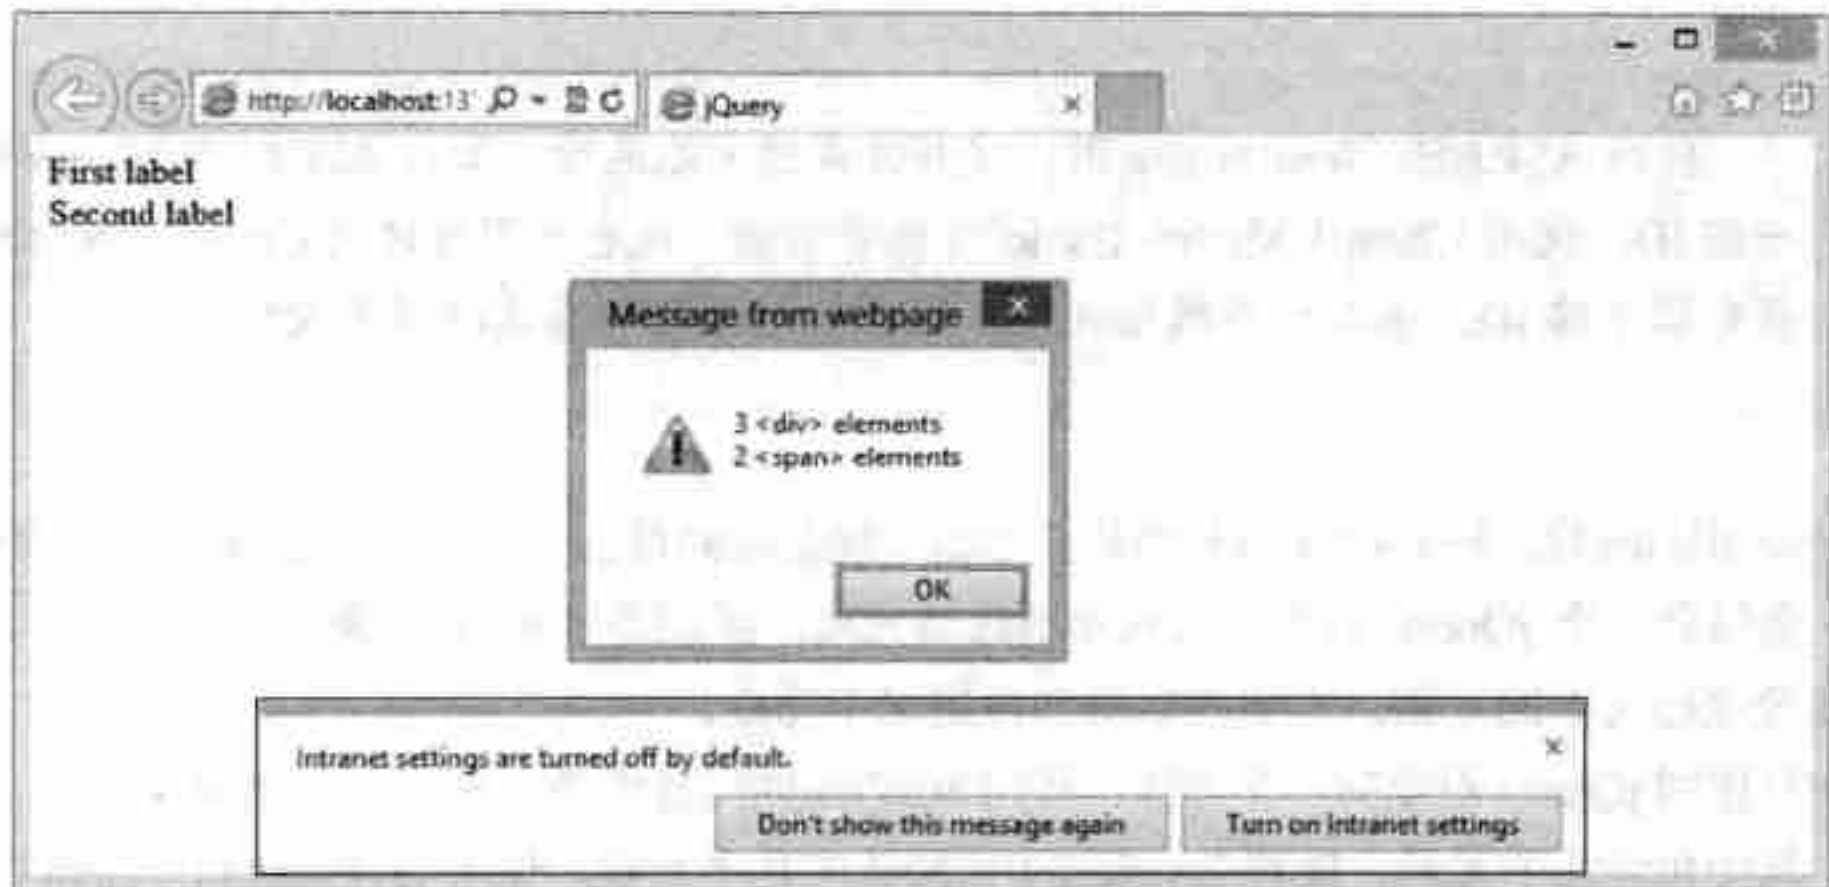 http://localhost:13
jQuery
First label
Second label
Message from webpage
3 <div> elements
2 <span> elements
OK
Intranet settings are turned off by default.
Don't show this message again
Turn on Intranet settings